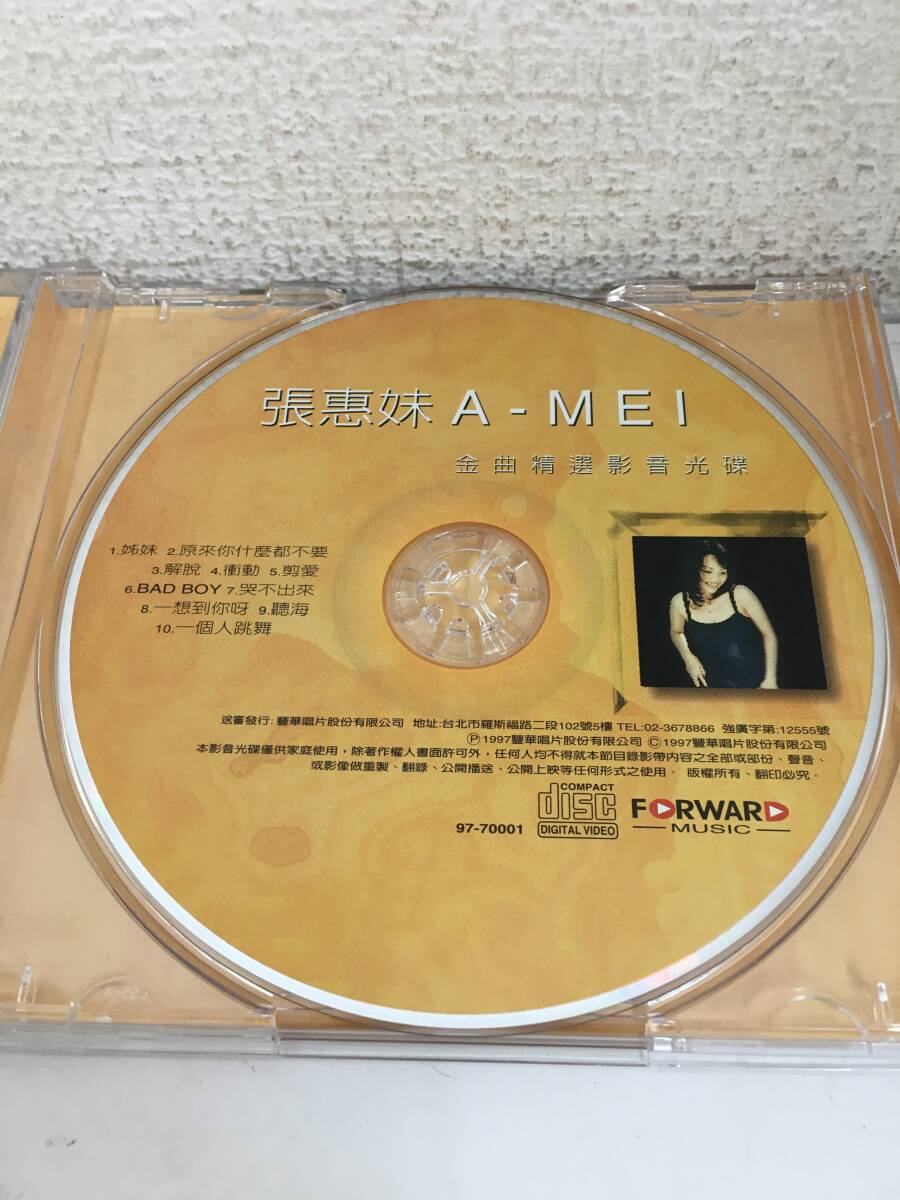 張惠妹 A-MEI
金曲精選影音光碟
1.姊妹 2.原來你什麼都不要
3.解脫 4.衝動 5.剪愛
6.BAD BOY 7.哭不出來
8.一想到你呀 9.聽海
10.一個人跳舞
送審發行: 豐華唱片股份有限公司 地址:台北市羅斯福路二段102號5樓 TEL:02-3678866 強廣字第:12555號
Ⓟ1997豐華唱片股份有限公司 Ⓒ1997豐華唱片股份有限公司
本影音光碟僅供家庭使用，除著作權人書面許可外，任何人均不得就本節目錄影帶內容之全部或部份、聲音、
或影像做重製、翻錄、公開播送、公開上映等任何形式之使用。 版權所有、翻印必究。
97-70001
COMPACT
disc
DIGITAL VIDEO
FORWARD
MUSIC